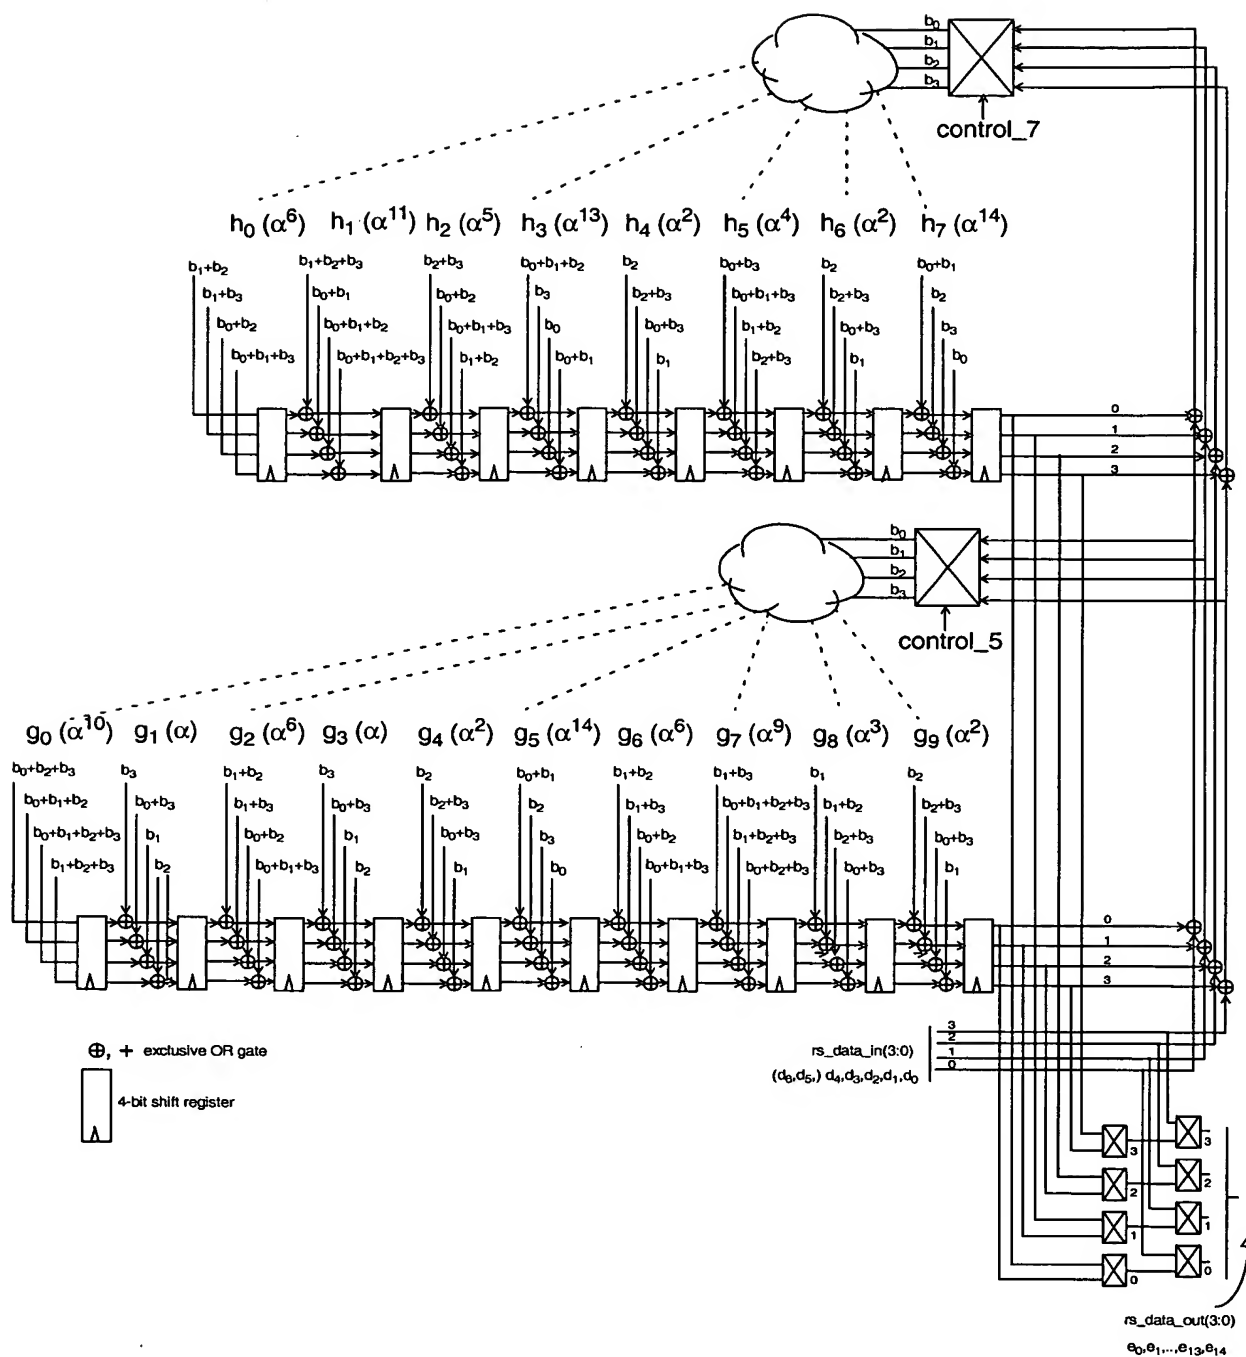 b₀
b₁
b₂
b₃
control_7
h₀ (α⁶) h₁ (α¹¹) h₂ (α⁵) h₃ (α¹³) h₄ (α²) h₅ (α⁴) h₆ (α²) h₇ (α¹⁴)
b₁+b₂ b₁+b₂+b₃ b₂+b₃ b₀+b₁+b₂ b₂ b₀+b₃ b₂ b₀+b₁
b₁+b₃ b₀+b₁ b₀+b₂ b₃ b₂+b₃ b₀+b₁+b₃ b₂+b₃ b₂
b₀+b₂ b₀+b₁+b₂ b₀+b₁+b₃ b₀ b₀+b₃ b₁+b₂ b₀+b₃ b₃
b₀+b₁+b₃ b₀+b₁+b₂+b₃ b₁+b₂ b₀+b₁ b₁ b₂+b₃ b₁ b₀
0
1
2
3
b₀
b₁
b₂
b₃
control_5
g₀ (α¹⁰) g₁ (α) g₂ (α⁶) g₃ (α) g₄ (α²) g₅ (α¹⁴) g₆ (α⁶) g₇ (α⁹) g₈ (α³) g₉ (α²)
b₀+b₂+b₃ b₃ b₁+b₂ b₃ b₂ b₀+b₁ b₁+b₂ b₁+b₃ b₁ b₂
b₀+b₁+b₂ b₀+b₃ b₁+b₃ b₀+b₃ b₂+b₃ b₂ b₁+b₃ b₀+b₁+b₂+b₃ b₁+b₂ b₂+b₃
b₀+b₁+b₂+b₃ b₁ b₀+b₂ b₁ b₀+b₃ b₃ b₀+b₂ b₁+b₂+b₃ b₂+b₃ b₀+b₃
b₁+b₂+b₃ b₂ b₀+b₁+b₃ b₂ b₁ b₀ b₀+b₁+b₃ b₀+b₂+b₃ b₀+b₃ b₁
0
1
2
3
⊕, + exclusive OR gate
4-bit shift register
rs_data_in(3:0)
(d₆,d₅,) d₄,d₃,d₂,d₁,d₀
3
2
1
0
3 3
2 2
1 1
0 0
4
rs_data_out(3:0)
e₀,e₁,..,e₁₃,e₁₄